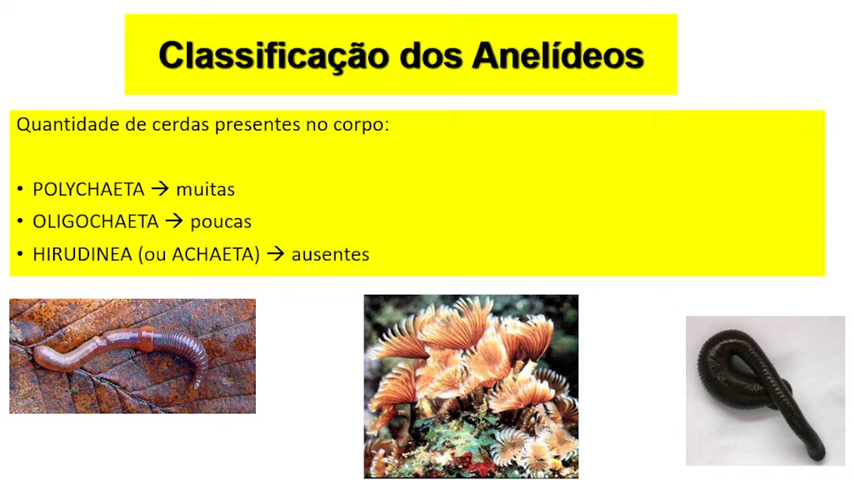 Classificação dos Anelídeos
Quantidade de cerdas presentes no corpo:
• POLYCHAETA → muitas
• OLIGOCHAETA → poucas
• HIRUDINEA (ou ACHAETA) → ausentes